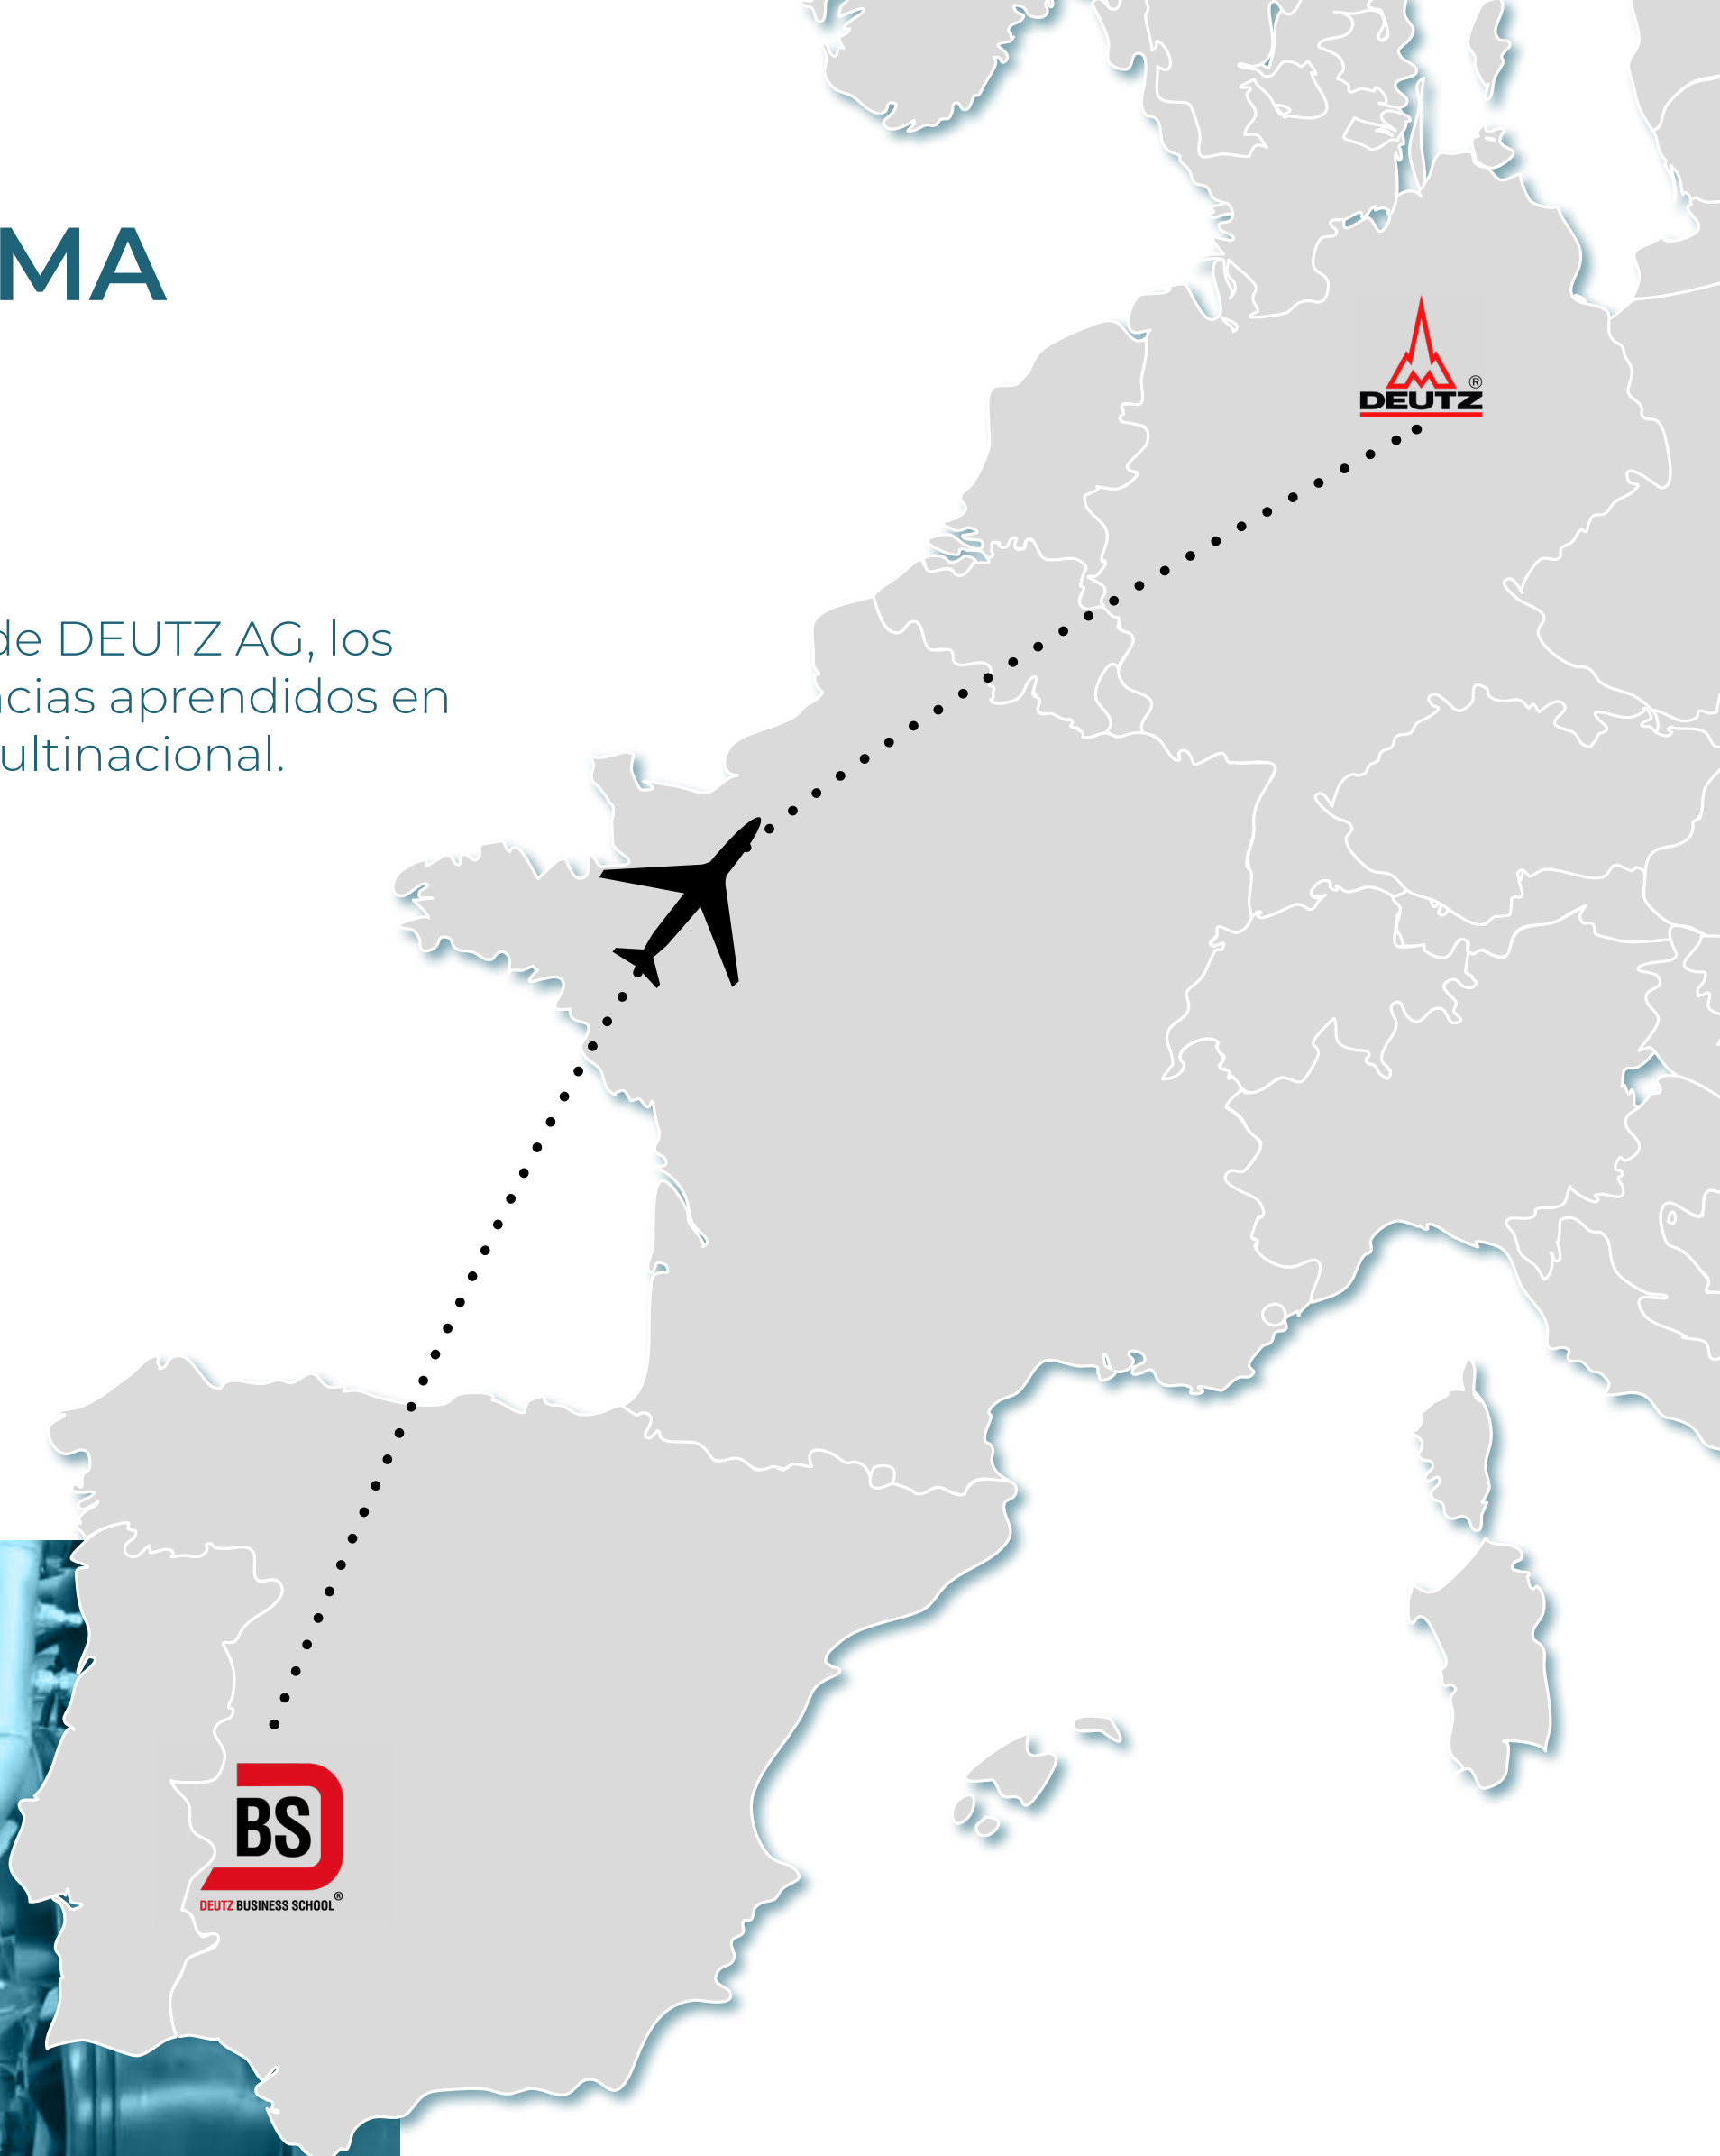 MA
de DEUTZ AG, los
cias aprendidos en
ultinacional.
DEUTZ
®
BS
DEUTZ BUSINESS SCHOOL®